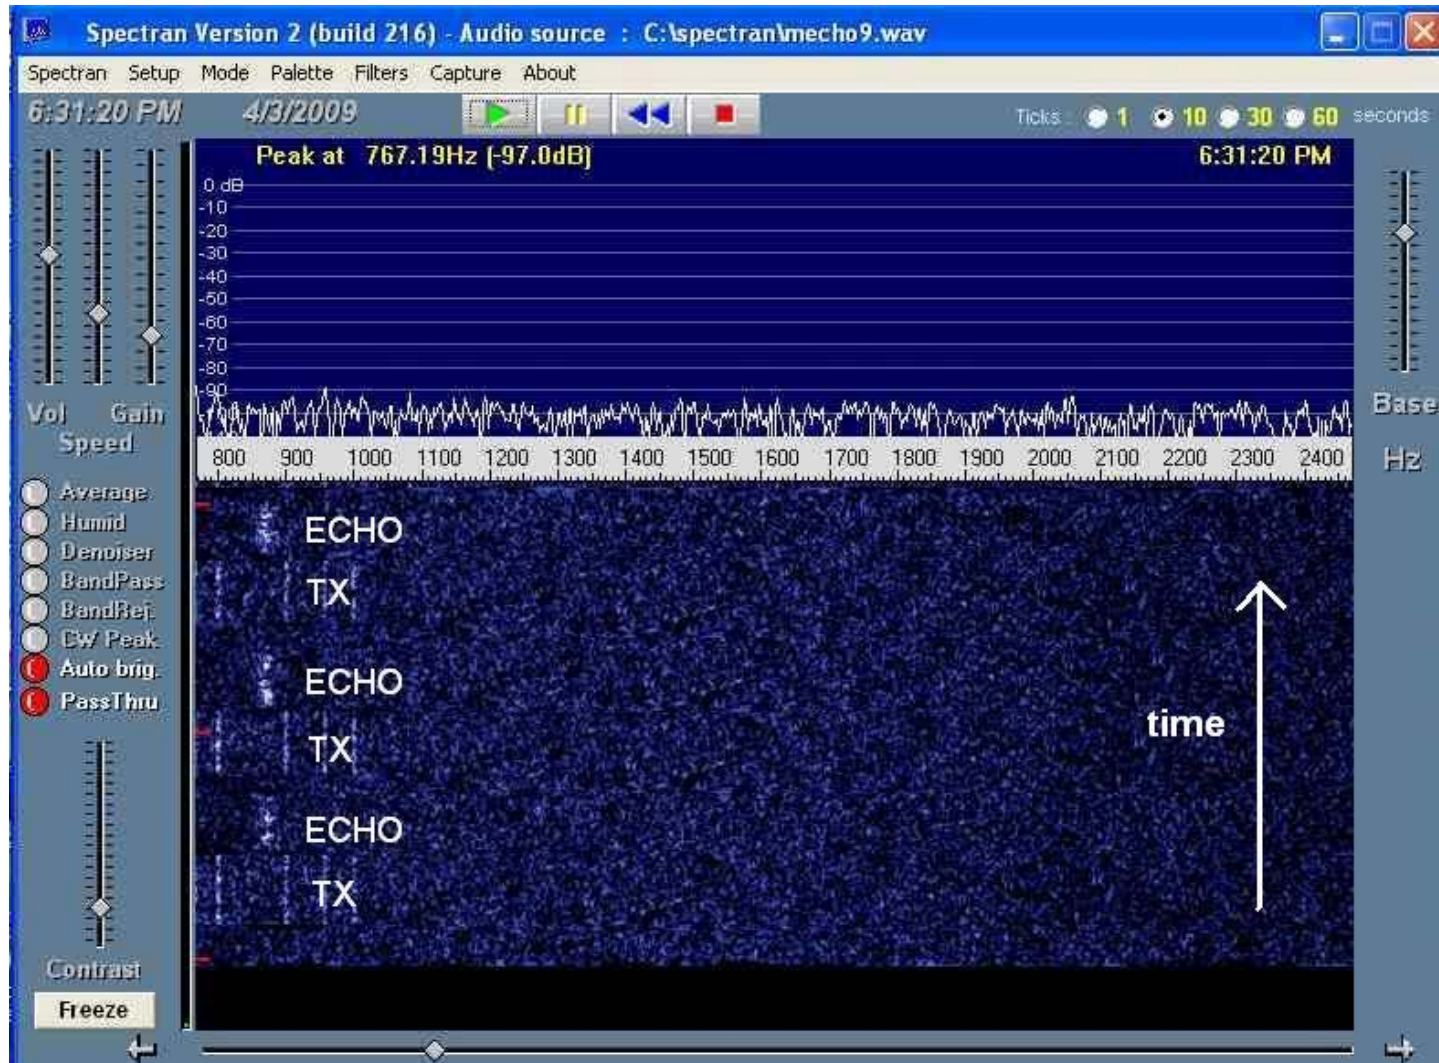 Spectran Version 2 (build 216) - Audio source : C:\spectran\mecho9.wav
Spectran Setup Mode Palette Filters Capture About
6:31:20 PM 4/3/2009 Ticks: 1 10 30 60 seconds
Peak at 767.19Hz [-97.0dB] 6:31:20 PM
0 dB
-10
-20
-30
-40
-50
-60
-70
-80
-90
Vol Gain
Speed
Base
Hz
800 900 1000 1100 1200 1300 1400 1500 1600 1700 1800 1900 2000 2100 2200 2300 2400
Average
Humid
Denoiser
BandPass
BandRej.
CW Peak
Auto brig.
PassThru
ECHO
TX
ECHO
TX
ECHO
TX
time
Contrast
Freeze